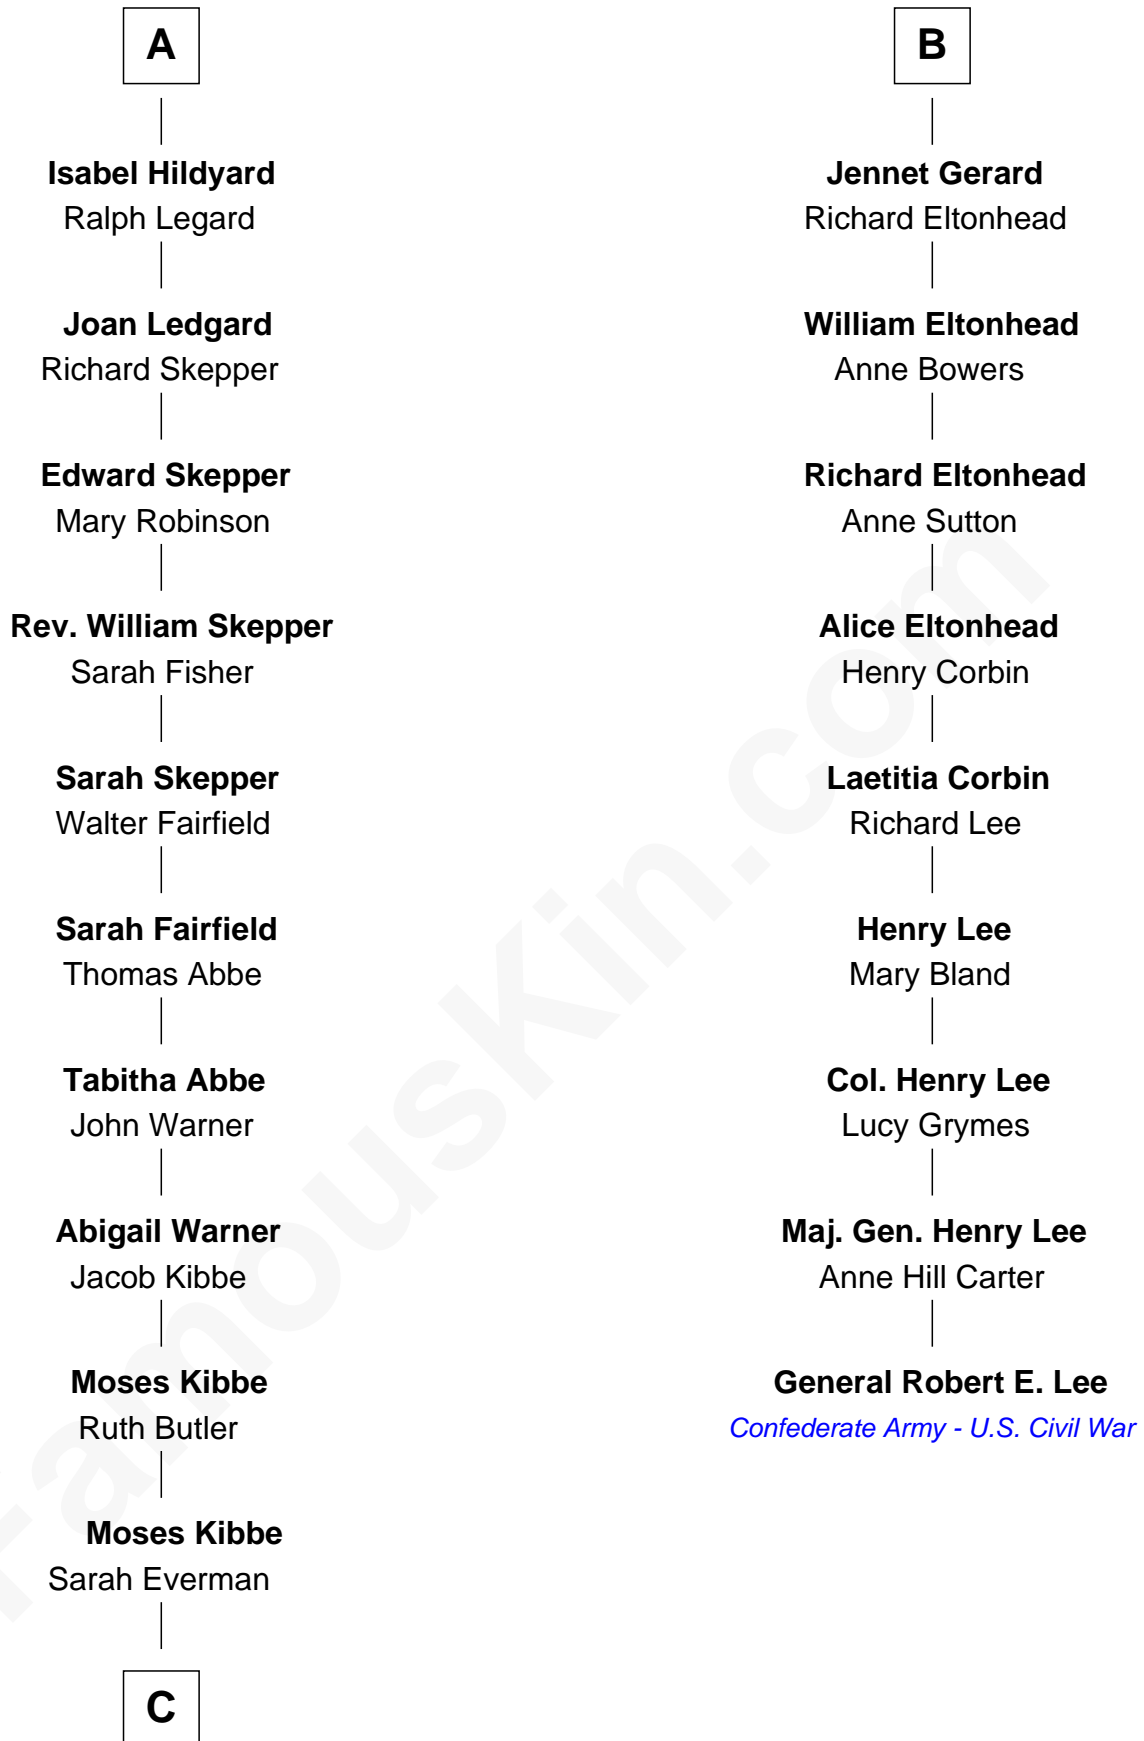 A
Isabel Hildyard
Ralph Legard
Joan Ledgard
Richard Skepper
Edward Skepper
Mary Robinson
Rev. William Skepper
Sarah Fisher
Sarah Skepper
Walter Fairfield
Sarah Fairfield
Thomas Abbe
Tabitha Abbe
John Warner
Abigail Warner
Jacob Kibbe
Moses Kibbe
Ruth Butler
Moses Kibbe
Sarah Everman
C
B
Jennet Gerard
Richard Eltonhead
William Eltonhead
Anne Bowers
Richard Eltonhead
Anne Sutton
Alice Eltonhead
Henry Corbin
Laetitia Corbin
Richard Lee
Henry Lee
Mary Bland
Col. Henry Lee
Lucy Grymes
Maj. Gen. Henry Lee
Anne Hill Carter
General Robert E. Lee
Confederate Army - U.S. Civil War
FamousKin.com